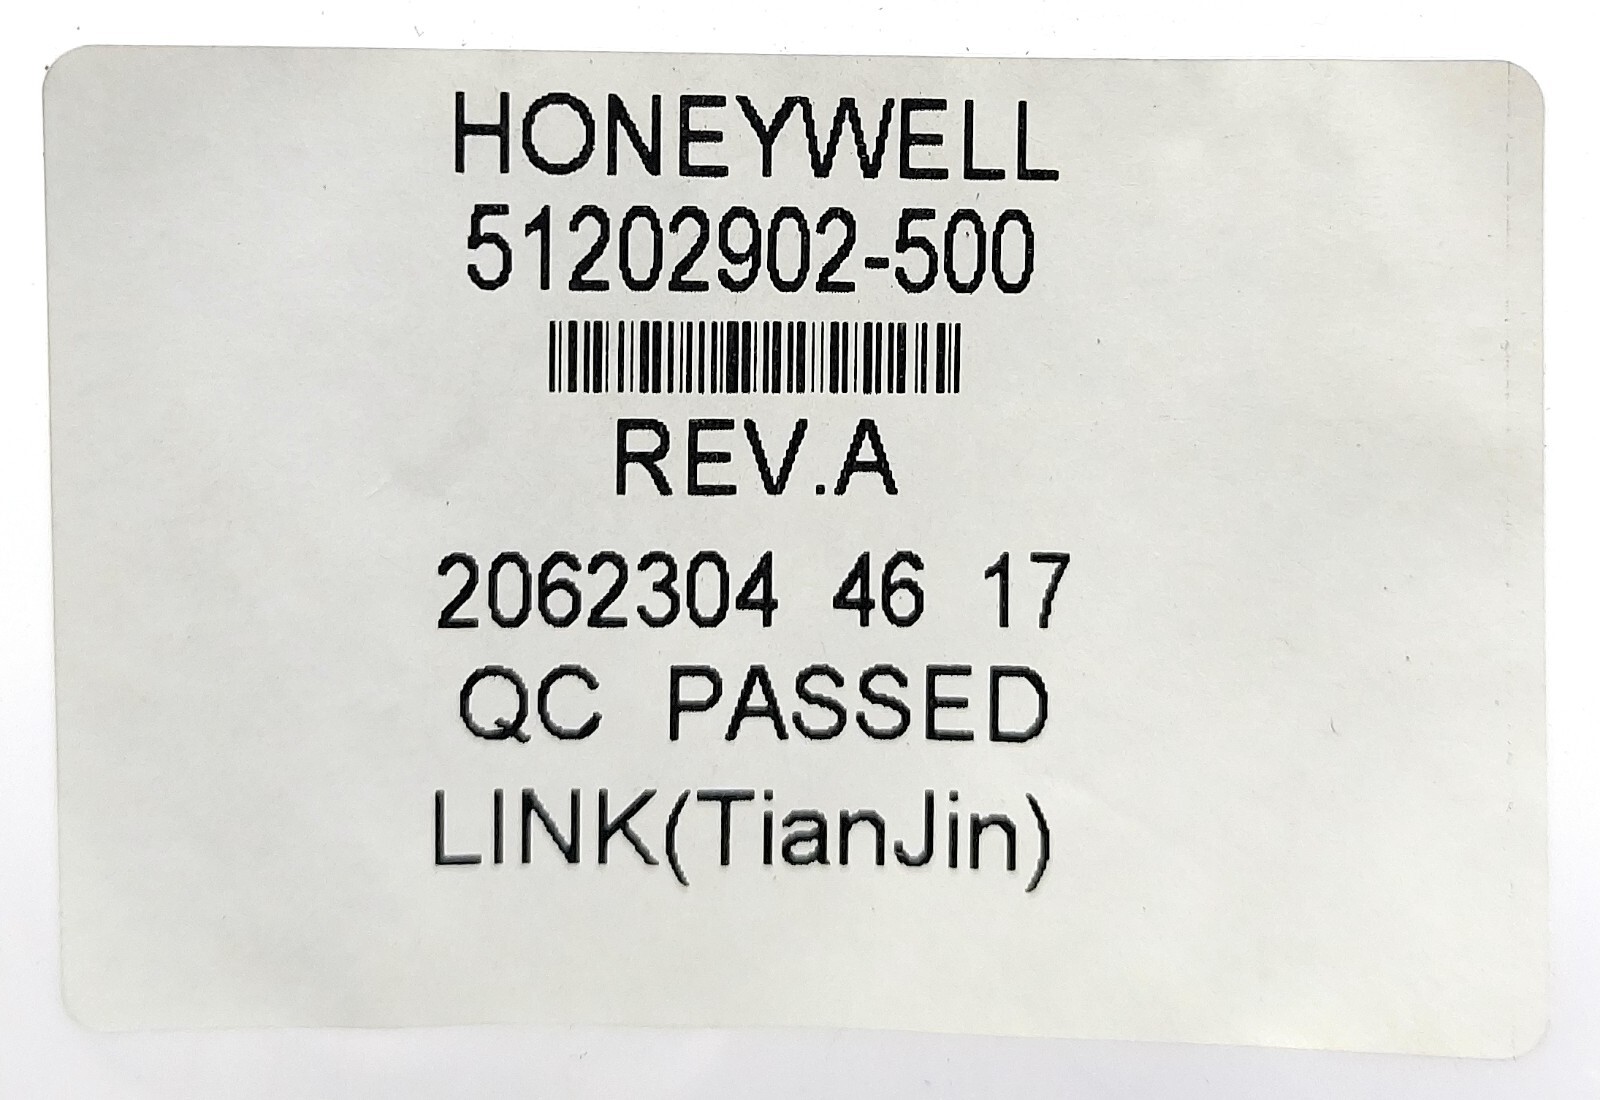 HONEYWELL
51202902-500
REV.A
2062304 46 17
QC PASSED
LINK(TianJin)